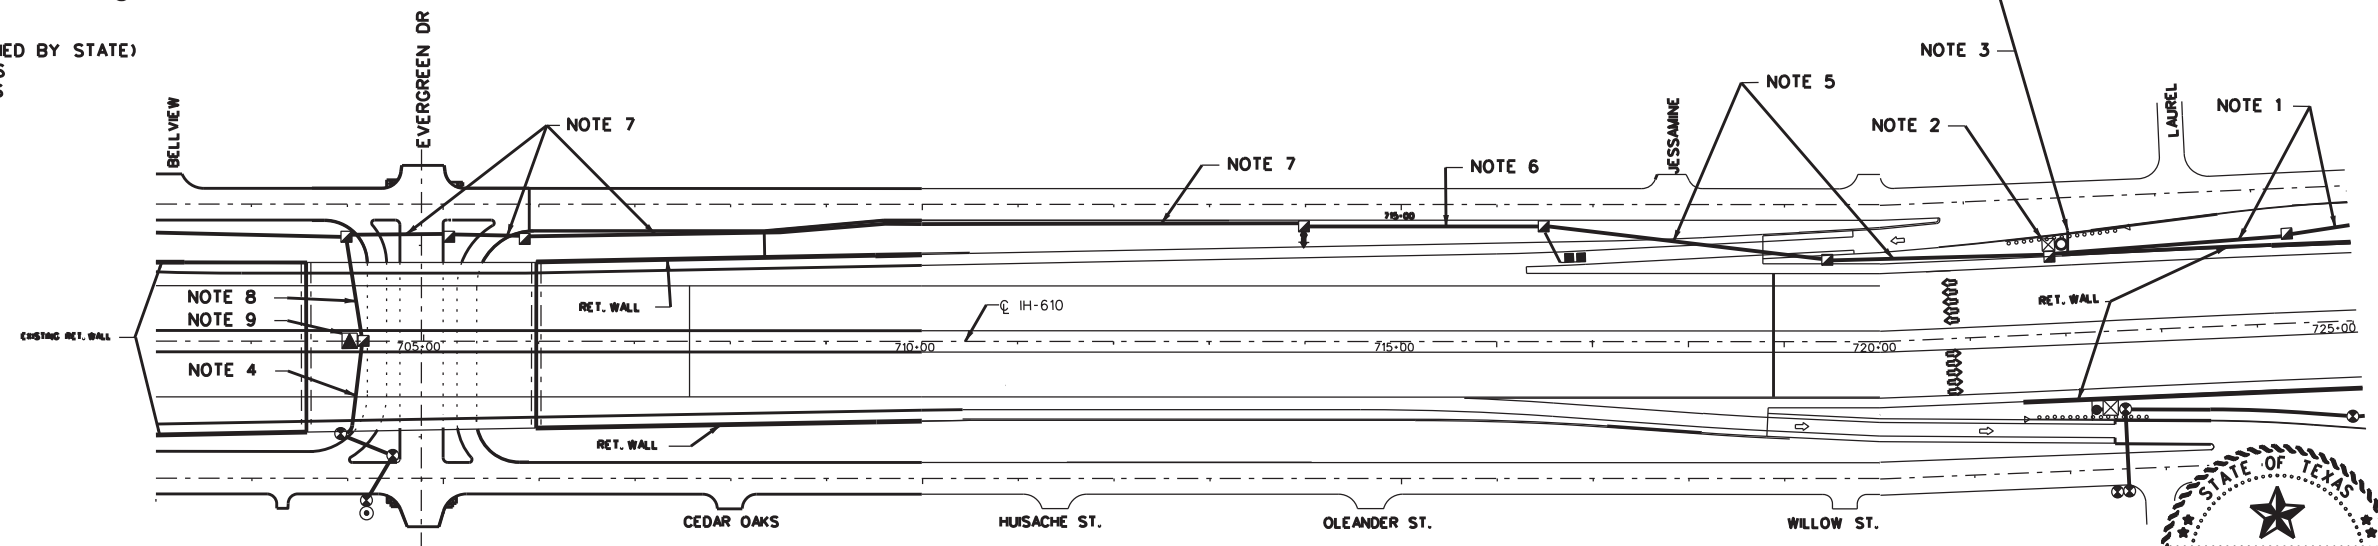 ED BY STATE)
BELLVIEW
EVERGREEN DR
NOTE 7
NOTE 7
NOTE 6
JESSAMINE
NOTE 5
NOTE 3
NOTE 2
LAUREL
NOTE 1
715+00
NOTE 8
NOTE 9
NOTE 4
EXISTING RET. WALL
RET. WALL
RET. WALL
RET. WALL
℄ IH-610
705+00
710+00
715+00
720+00
725+00
CEDAR OAKS
HUISACHE ST.
OLEANDER ST.
WILLOW ST.
STATE OF TEXAS